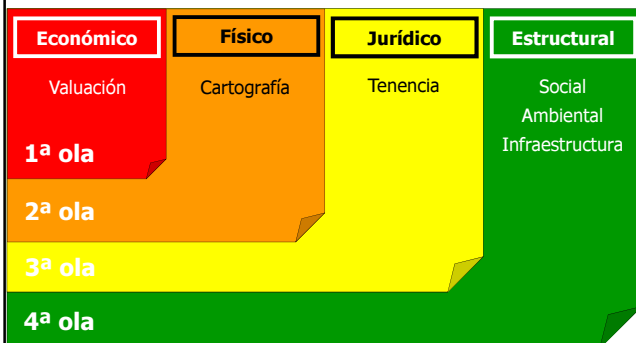 Económico
Físico
Jurídico
Estructural
Valuación
Cartografía
Tenencia
Social
Ambiental
Infraestructura
1ª ola
2ª ola
3ª ola
4ª ola